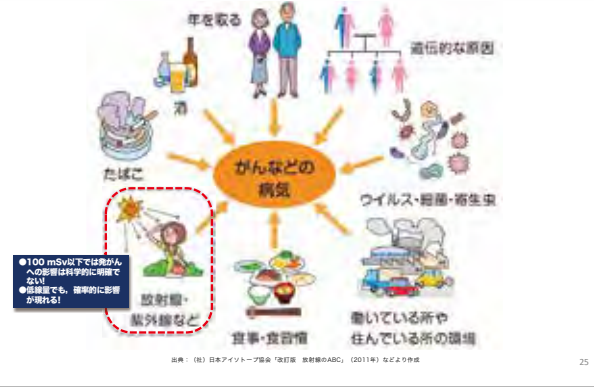 年を取る
遺伝的な原因
酒
たばこ
がんなどの
病気
ウイルス・細菌・寄生虫
●100 mSv以下では発がん
への影響は科学的に明確で
ない!
●低線量でも、確率的に影響
が現れる!
放射線・
紫外線など
食事・食習慣
働いている所や
住んでいる所の環境
出典：（社）日本アイソトープ協会「改訂版 放射線のABC」（2011年）などより作成
25